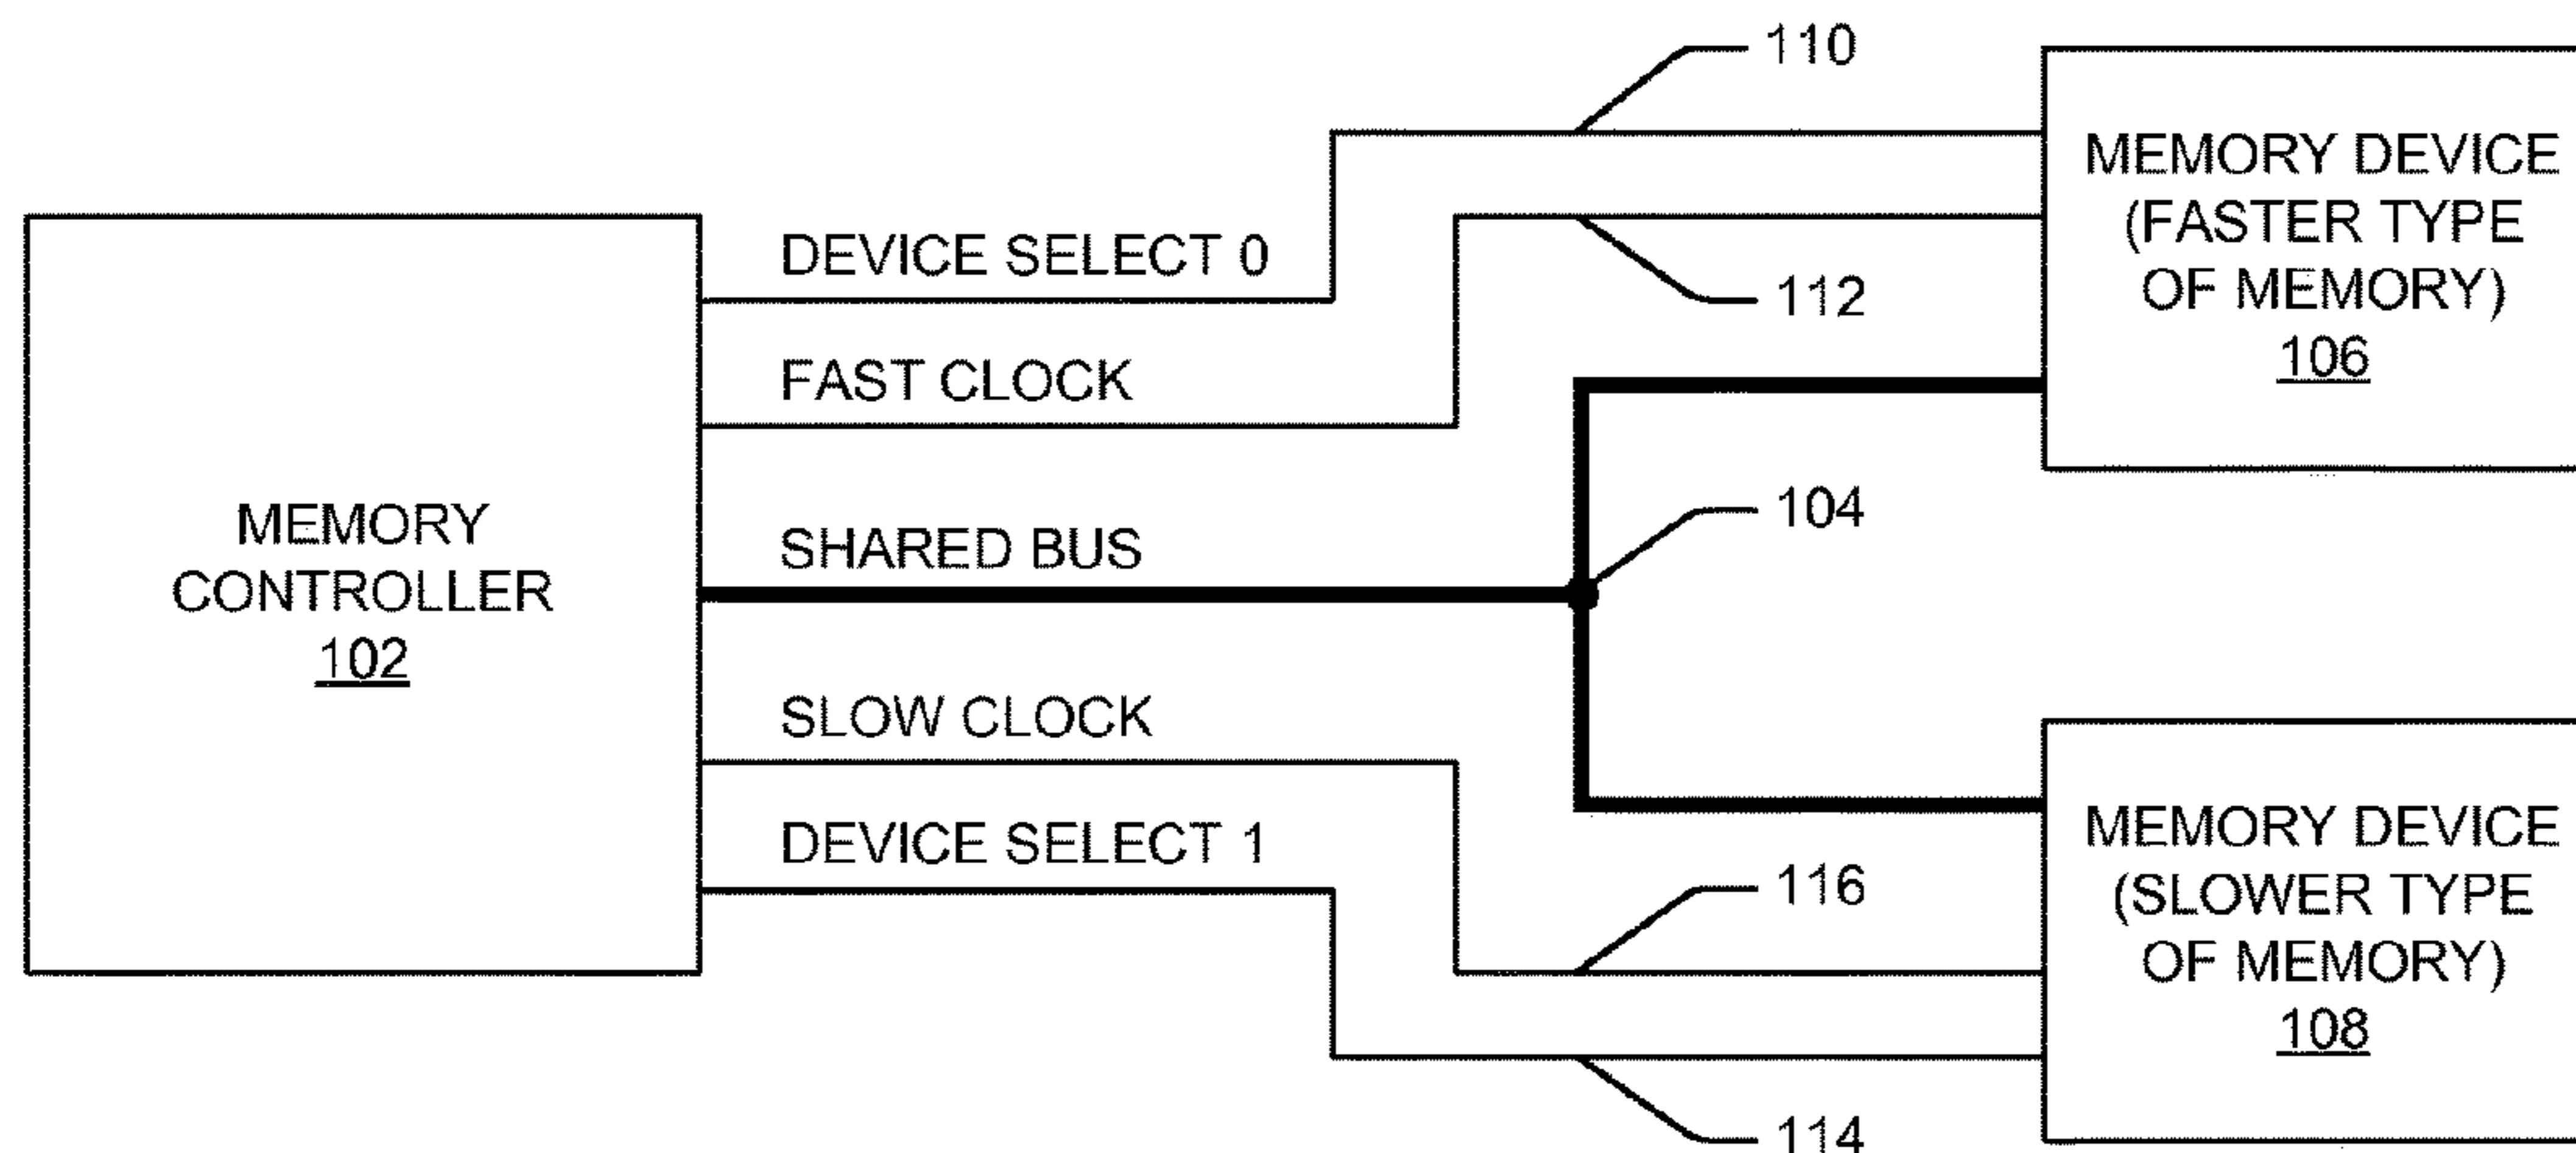 110
MEMORY DEVICE
(FASTER TYPE
OF MEMORY)
106
DEVICE SELECT 0
112
FAST CLOCK
104
MEMORY
CONTROLLER
102
SHARED BUS
SLOW CLOCK
DEVICE SELECT 1
116
MEMORY DEVICE
(SLOWER TYPE
OF MEMORY)
108
114